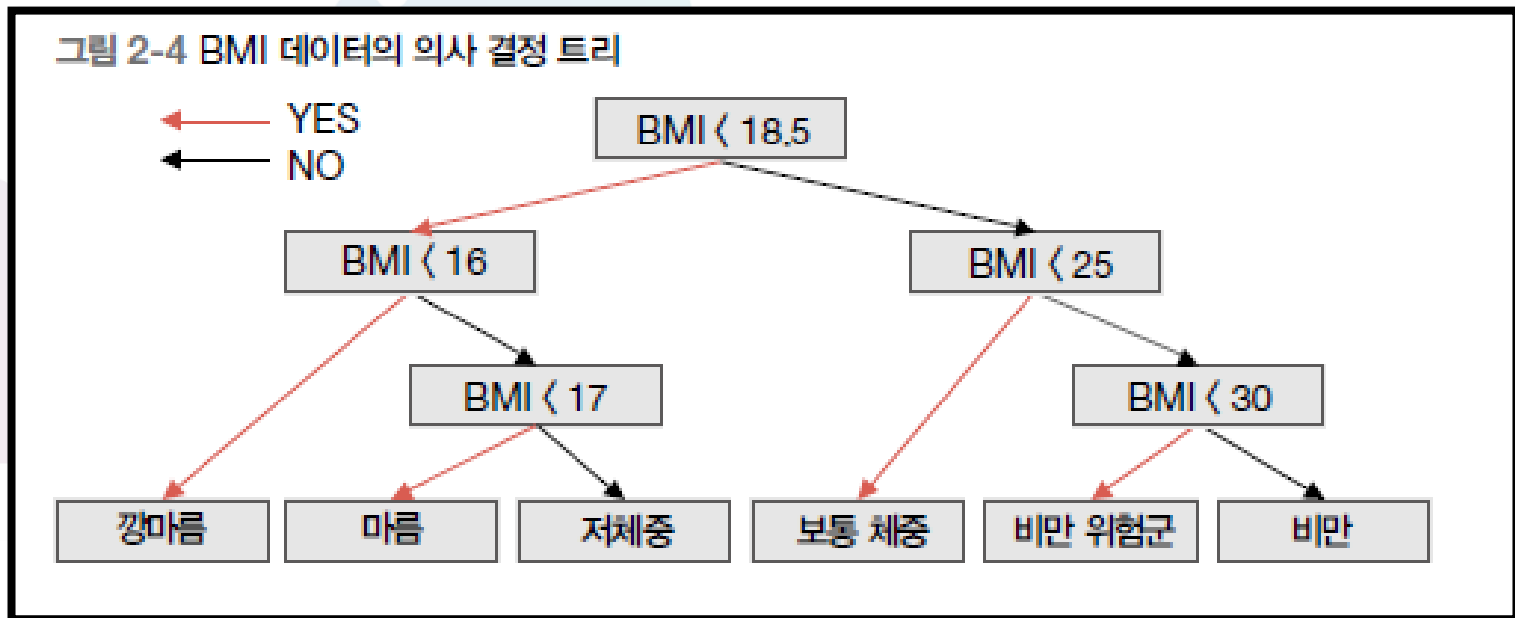 그림 2-4 BMI 데이터의 의사 결정 트리
YES
NO
BMI < 18.5
BMI < 16
BMI < 25
BMI < 17
BMI < 30
깡마름
마름
저체중
보통 체중
비만 위험군
비만